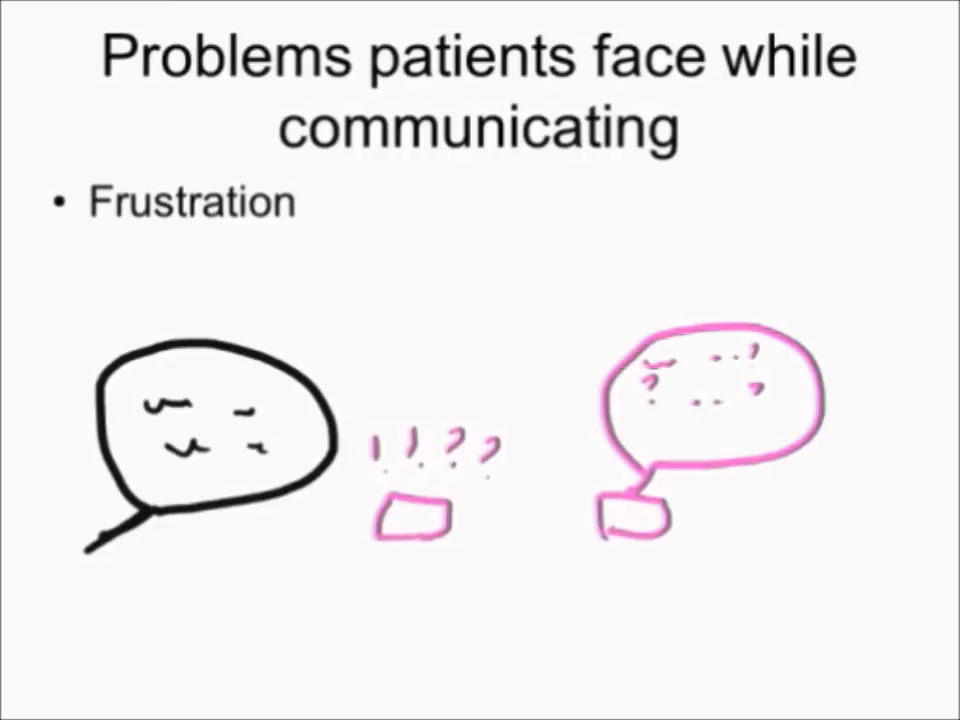 Problems patients face while
communicating
• Frustration
! ! ? ?